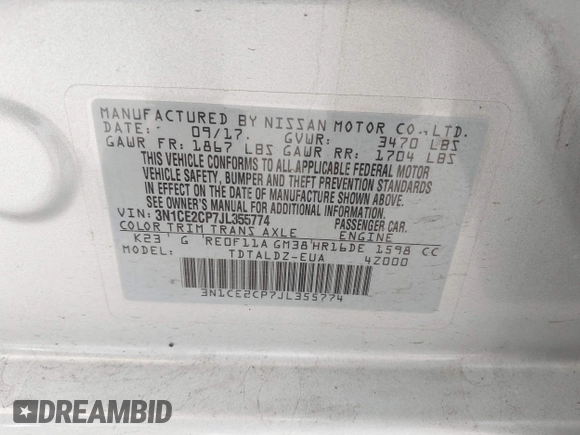 MANUFACTURED BY NISSAN MOTOR CO.,LTD.
DATE: 09/17. GVWR: 3470 LBS
GAWR FR: 1867 LBS GAWR RR: 1704 LBS
THIS VEHICLE CONFORMS TO ALL APPLICABLE FEDERAL MOTOR
VEHICLE SAFETY, BUMPER AND THEFT PREVENTION STANDARDS
IN EFFECT ON THE DATE OF MANUFACTURE SHOWN ABOVE.
SEE OWNER'S MANUAL FOR ADDITIONAL INFORMATION.
VIN: 3N1CE2CP7JL355774 PASSENGER CAR.
COLOR TRIM TRANS AXLE ENGINE
K23 G RE0F11A GM38 HR16DE 1598 CC
MODEL: TDTALDZ-EUA 4Z000
3N1CE2CP7JL355774
DREAMBID